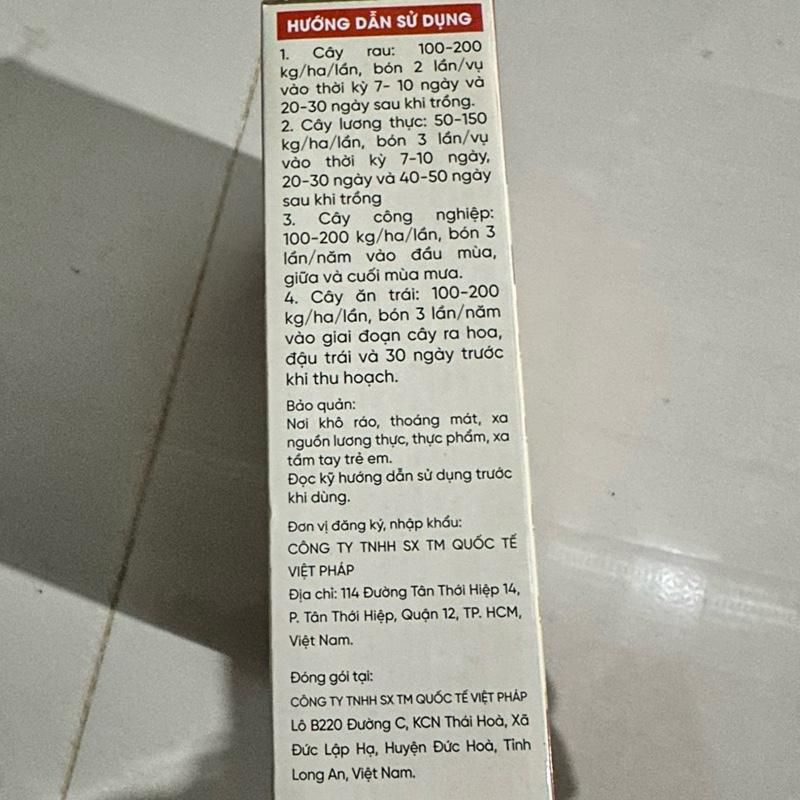 HƯỚNG DẪN SỬ DỤNG
1. Cây rau: 100-200
kg/ha/lần, bón 2 lần/vụ
vào thời kỳ 7- 10 ngày và
20-30 ngày sau khi trồng.
2. Cây lương thực: 50-150
kg/ha/lần, bón 3 lần/vụ
vào thời kỳ 7-10 ngày,
20-30 ngày và 40-50 ngày
sau khi trồng
3. Cây công nghiệp:
100-200 kg/ha/lần, bón 3
lần/năm vào đầu mùa,
giữa và cuối mùa mưa.
4. Cây ăn trái: 100-200
kg/ha/lần, bón 3 lần/năm
vào giai đoạn cây ra hoa,
đậu trái và 30 ngày trước
khi thu hoạch.
Bảo quản:
Nơi khô ráo, thoáng mát, xa
nguồn lương thực, thực phẩm, xa
tầm tay trẻ em.
Đọc kỹ hướng dẫn sử dụng trước
khi dùng.
Đơn vị đăng ký, nhập khẩu:
CÔNG TY TNHH SX TM QUỐC TẾ
VIỆT PHÁP
Địa chỉ: 114 Đường Tân Thới Hiệp 14,
P. Tân Thới Hiệp, Quận 12, TP. HCM,
Việt Nam.
Đóng gói tại:
CÔNG TY TNHH SX TM QUỐC TẾ VIỆT PHÁP
Lô B220 Đường C, KCN Thái Hoà, Xã
Đức Lập Hạ, Huyện Đức Hoà, Tỉnh
Long An, Việt Nam.